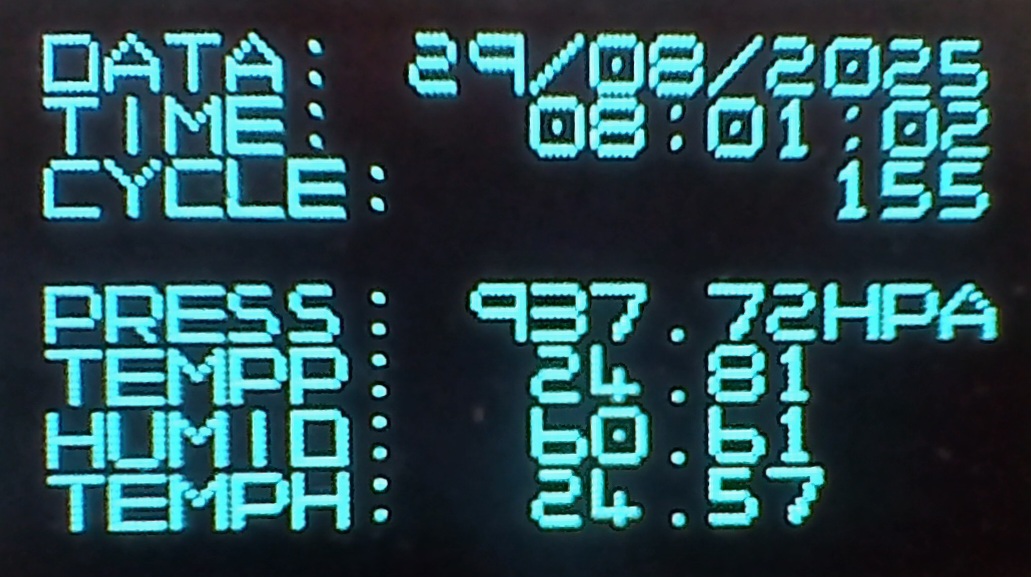 DATA: 29/08/2025
TIME: 08:01:02
CYCLE: 155
PRESS: 937.72HPA
TEMPP: 24.81
HUMID: 60.61
TEMPH: 24.57